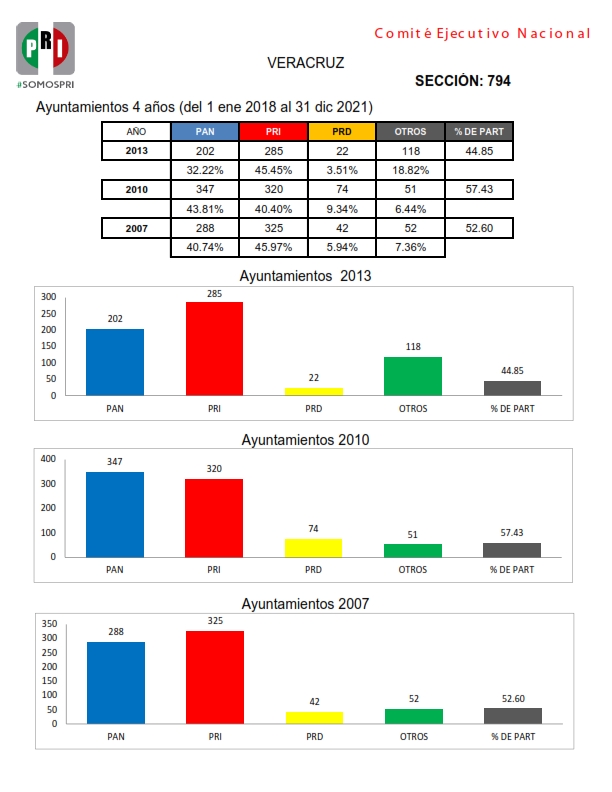 Comité Ejecutivo Nacional
PRI
#SOMOSPRI
VERACRUZ
SECCIÓN: 794
Ayuntamientos 4 años (del 1 ene 2018 al 31 dic 2021)
AÑO PAN PRI PRD OTROS % DE PART
2013 202 285 22 118 44.85
32.22% 45.45% 3.51% 18.82%
2010 347 320 74 51 57.43
43.81% 40.40% 9.34% 6.44%
2007 288 325 42 52 52.60
40.74% 45.97% 5.94% 7.36%
Ayuntamientos 2013
300
250
200
150
100
50
0
202 285 22 118 44.85
PAN PRI PRD OTROS % DE PART
Ayuntamientos 2010
400
300
200
100
0
347 320 74 51 57.43
PAN PRI PRD OTROS % DE PART
Ayuntamientos 2007
350
300
250
200
150
100
50
0
288 325 42 52 52.60
PAN PRI PRD OTROS % DE PART